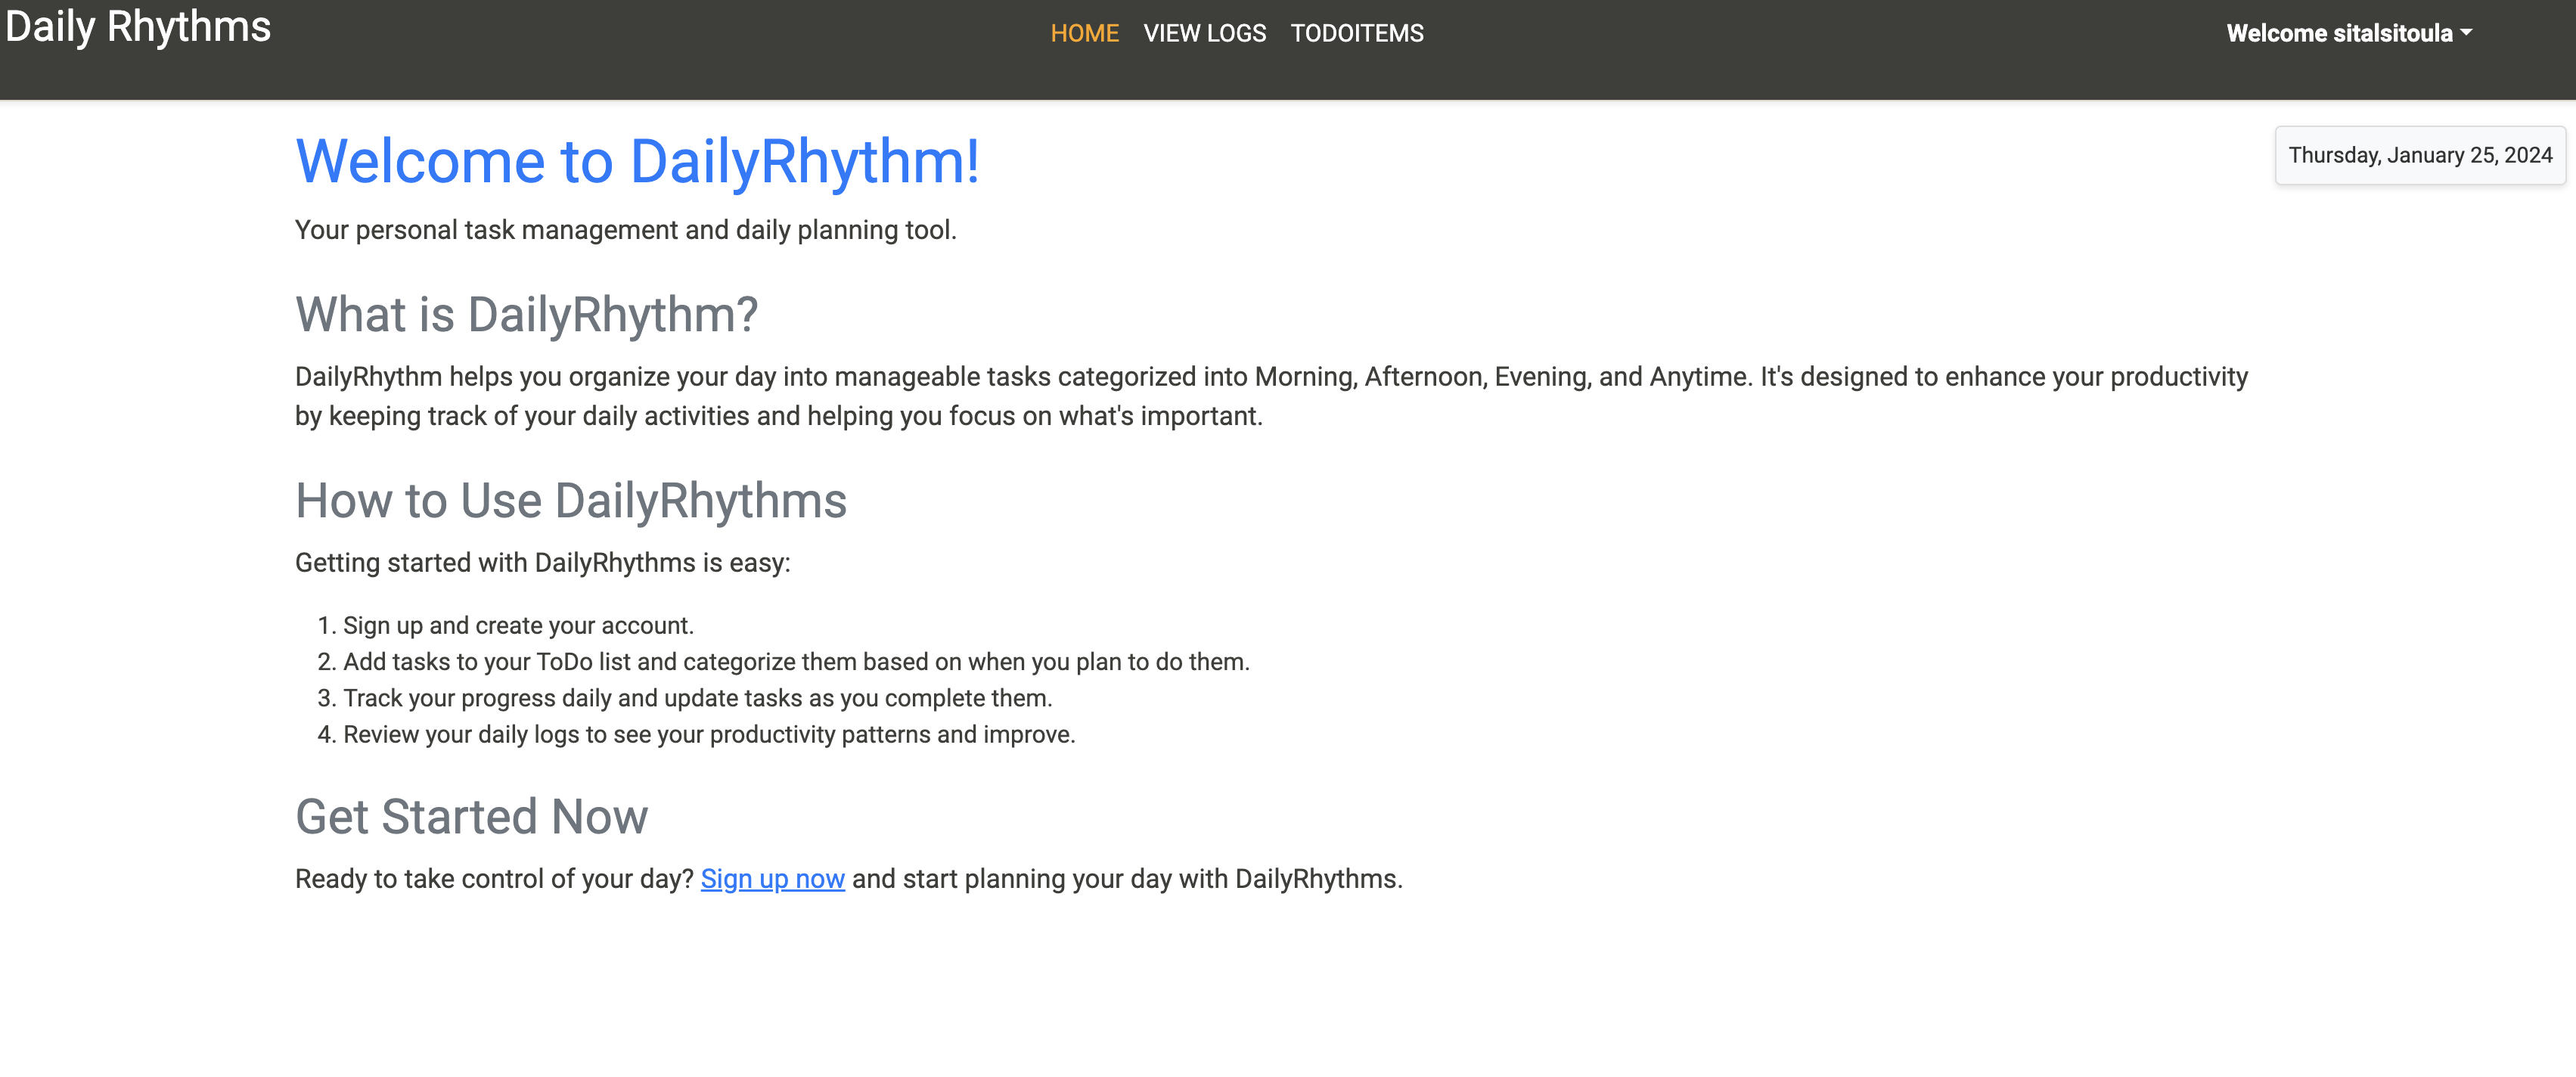 Daily Rhythms
HOME VIEW LOGS TODOITEMS
Welcome sitalsitoula
Welcome to DailyRhythm!
Thursday, January 25, 2024
Your personal task management and daily planning tool.
What is DailyRhythm?
DailyRhythm helps you organize your day into manageable tasks categorized into Morning, Afternoon, Evening, and Anytime. It's designed to enhance your productivity
by keeping track of your daily activities and helping you focus on what's important.
How to Use DailyRhythms
Getting started with DailyRhythms is easy:
1. Sign up and create your account.
2. Add tasks to your ToDo list and categorize them based on when you plan to do them.
3. Track your progress daily and update tasks as you complete them.
4. Review your daily logs to see your productivity patterns and improve.
Get Started Now
Ready to take control of your day? Sign up now and start planning your day with DailyRhythms.